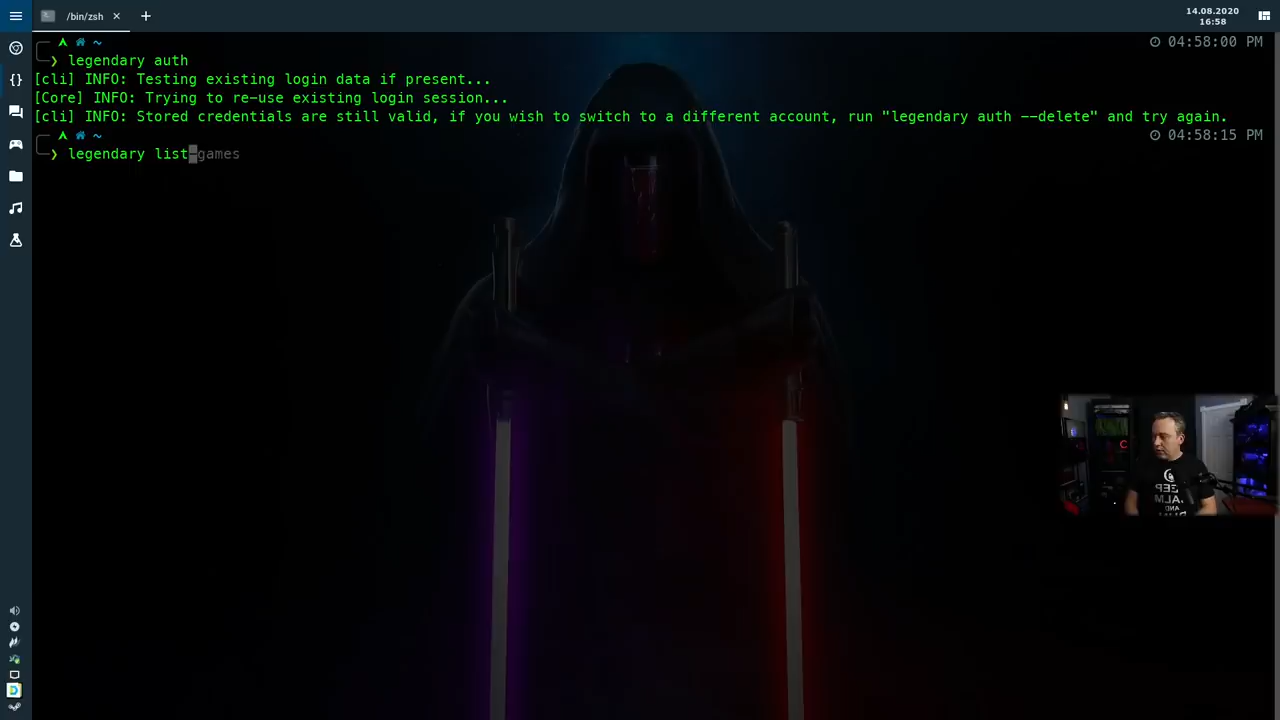 /bin/zsh
14.08.2020
16:58
~
04:58:00 PM
❯ legendary auth
[cli] INFO: Testing existing login data if present...
[Core] INFO: Trying to re-use existing login session...
[cli] INFO: Stored credentials are still valid, if you wish to switch to a different account, run "legendary auth --delete" and try again.
~
04:58:15 PM
❯ legendary list-games